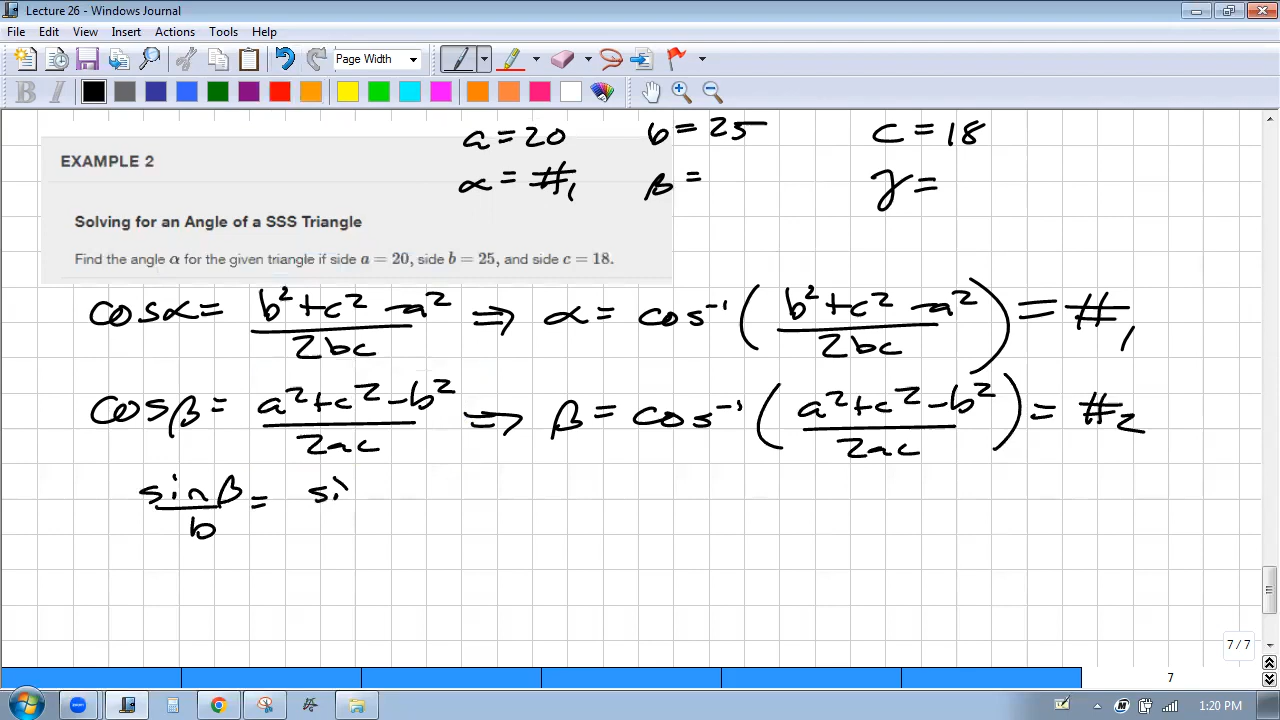 Lecture 26 - Windows Journal
File Edit View Insert Actions Tools Help
Page Width
B I
a = 20 b = 25 c = 18
α = #₁ β = γ =
EXAMPLE 2
Solving for an Angle of a SSS Triangle
Find the angle α for the given triangle if side a = 20, side b = 25, and side c = 18.
cosα = (b² + c² - a²) / 2bc ⇒ α = cos⁻¹((b² + c² - a²) / 2bc) = #₁
cosβ = (a² + c² - b²) / 2ac ⇒ β = cos⁻¹((a² + c² - b²) / 2ac) = #₂
sinβ / b = si
7 / 7
7
1:20 PM